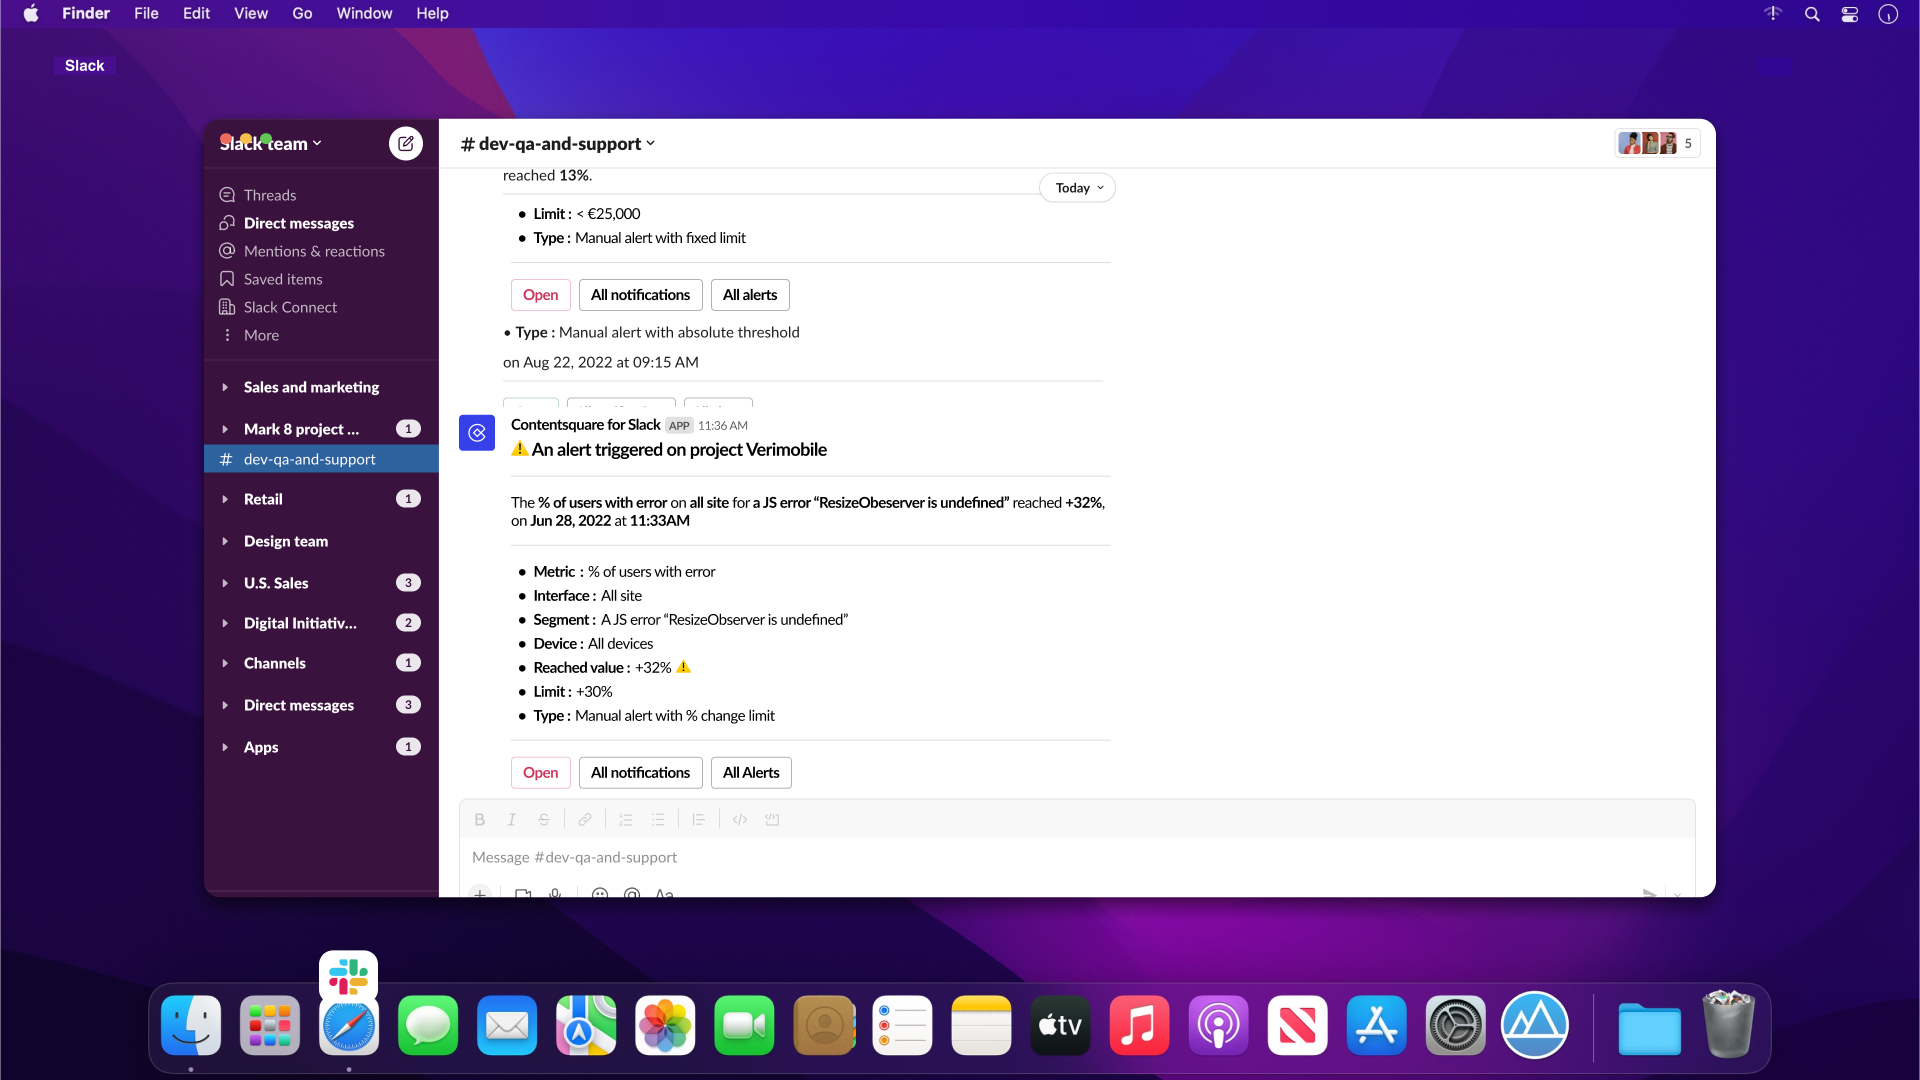 Finder File Edit View Go Window Help
Slack
Slack team
Threads
Direct messages
Mentions & reactions
Saved items
Slack Connect
More
Sales and marketing
Mark 8 project ... 1
# dev-qa-and-support
Retail 1
Design team
U.S. Sales 3
Digital Initiativ... 2
Channels 1
Direct messages 3
Apps 1
# dev-qa-and-support
5
reached 13%.
Today
• Limit : < €25,000
• Type : Manual alert with fixed limit
Open All notifications All alerts
• Type : Manual alert with absolute threshold
on Aug 22, 2022 at 09:15 AM
Contentsquare for Slack APP 11:36 AM
⚠ An alert triggered on project Verimobile
The % of users with error on all site for a JS error “ResizeObeserver is undefined” reached +32%,
on Jun 28, 2022 at 11:33AM
• Metric : % of users with error
• Interface : All site
• Segment : A JS error “ResizeObserver is undefined”
• Device : All devices
• Reached value : +32% ⚠
• Limit : +30%
• Type : Manual alert with % change limit
Open All notifications All Alerts
B I S
Message #dev-qa-and-support
Aa
tv